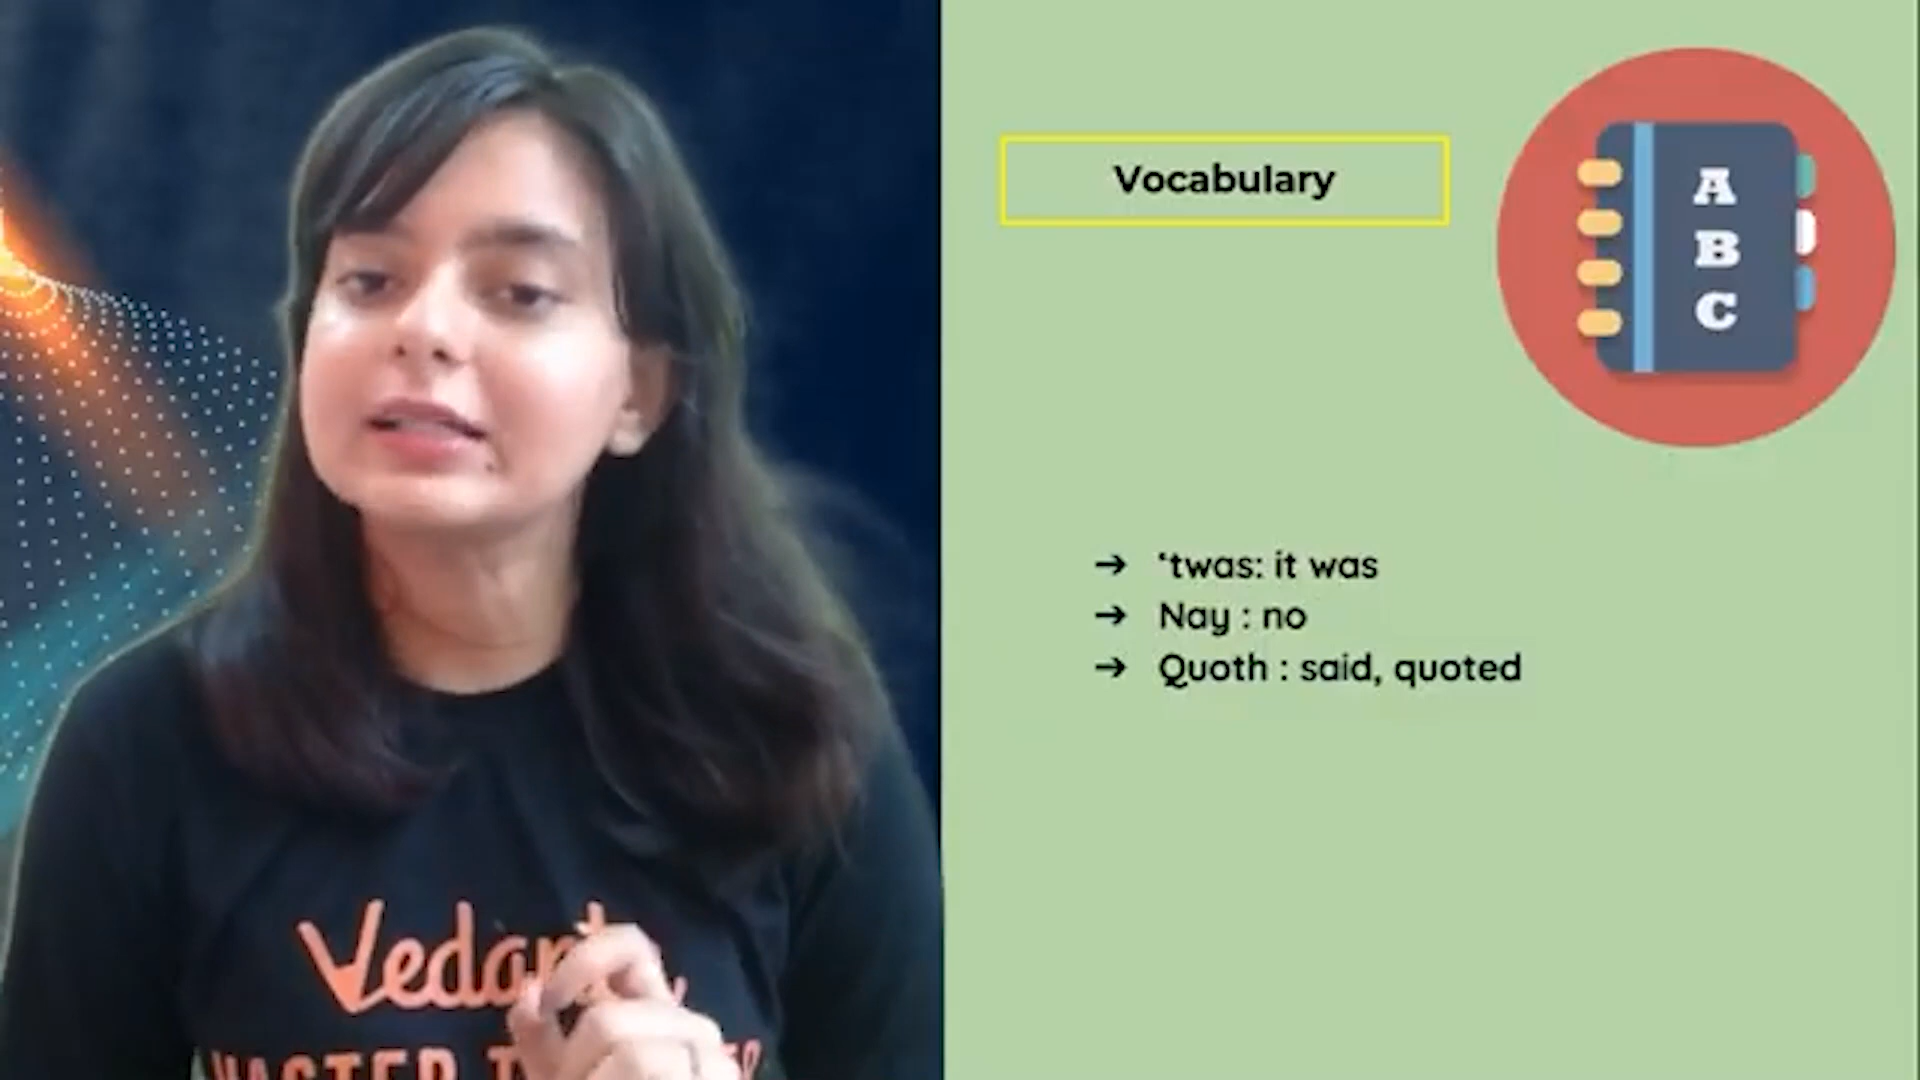 Vocabulary
A
B
C
‘twas: it was
Nay : no
Quoth : said, quoted